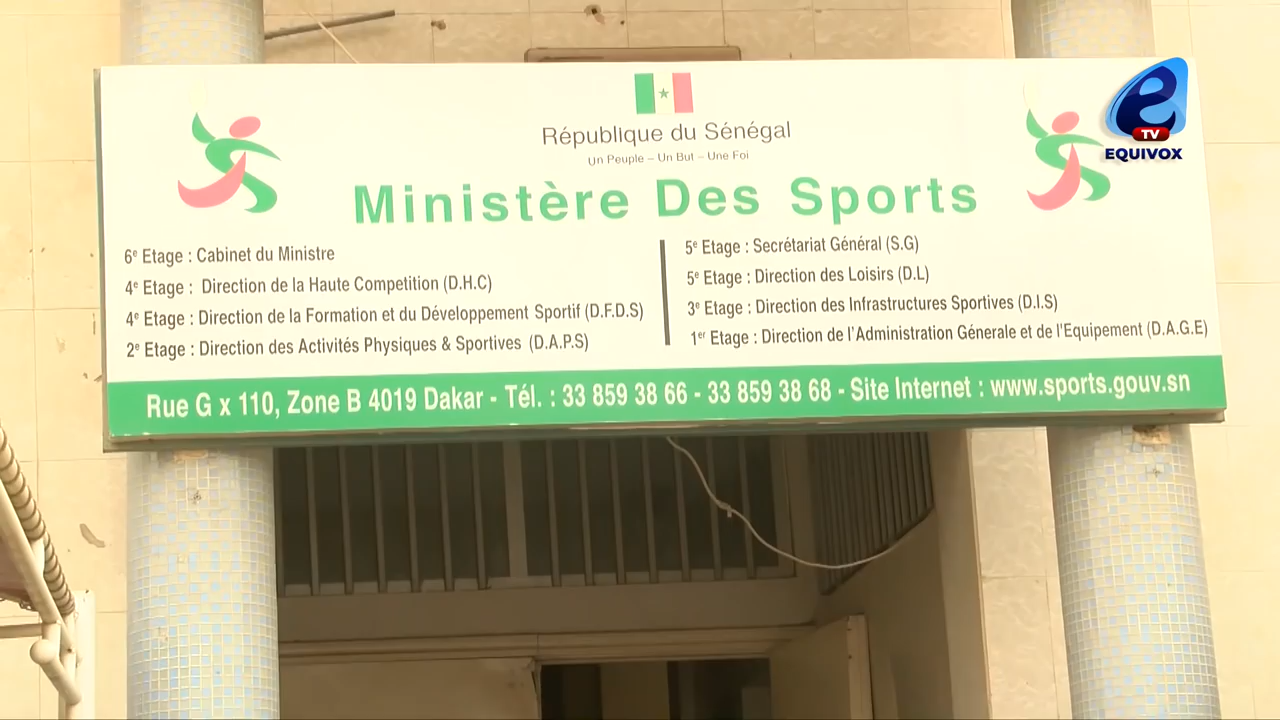 République du Sénégal
Un Peuple – Un But – Une Foi
Ministère Des Sports
6e Etage : Cabinet du Ministre
4e Etage : Direction de la Haute Competition (D.H.C)
4e Etage : Direction de la Formation et du Développement Sportif (D.F.D.S)
2e Etage : Direction des Activités Physiques & Sportives (D.A.P.S)
5e Etage : Secrétariat Général (S.G)
5e Etage : Direction des Loisirs (D.L)
3e Etage : Direction des Infrastructures Sportives (D.I.S)
1er Etage : Direction de l'Administration Génerale et de l'Equipement (D.A.G.E)
Rue G x 110, Zone B 4019 Dakar - Tél. : 33 859 38 66 - 33 859 38 68 - Site Internet : www.sports.gouv.sn
e
TV
EQUIVOX